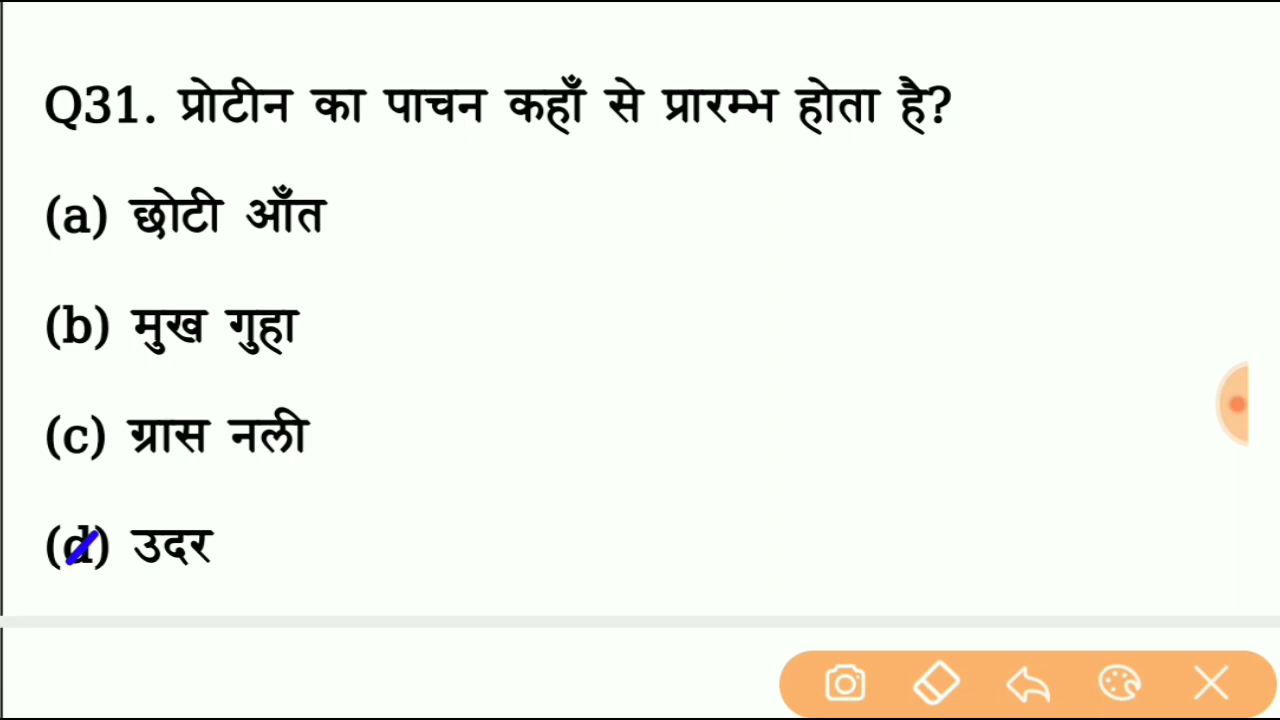 Q31. प्रोटीन का पाचन कहाँ से प्रारम्भ होता है?
(a) छोटी आँत
(b) मुख गुहा
(c) ग्रास नली
(d) उदर